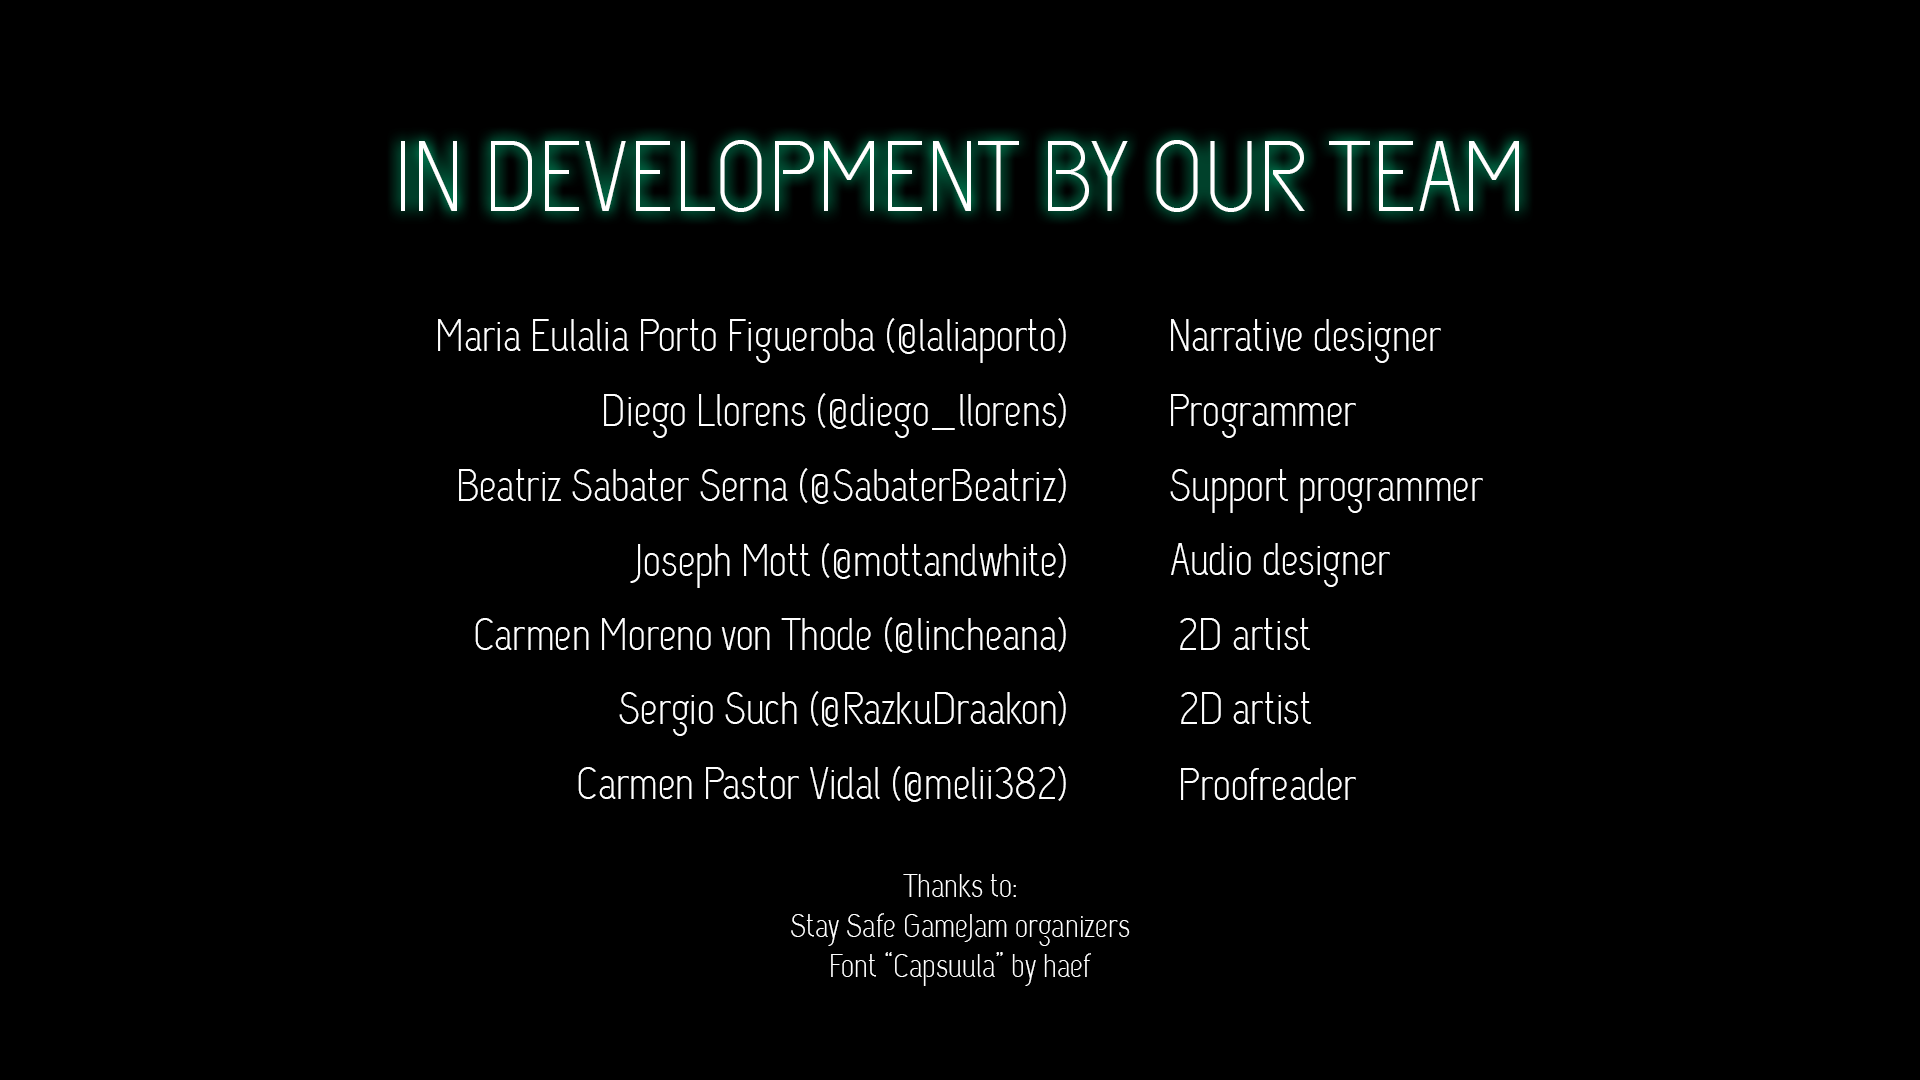 IN DEVELOPMENT BY OUR TEAM
Maria Eulalia Porto Figueroba (@laliaporto) Narrative designer
Diego Llorens (@diego_llorens) Programmer
Beatriz Sabater Serna (@SabaterBeatriz) Support programmer
Joseph Mott (@mottandwhite) Audio designer
Carmen Moreno von Thode (@lincheana) 2D artist
Sergio Such (@RazkuDraakon) 2D artist
Carmen Pastor Vidal (@melii382) Proofreader
Thanks to:
Stay Safe GameJam organizers
Font “Capsuula” by haef